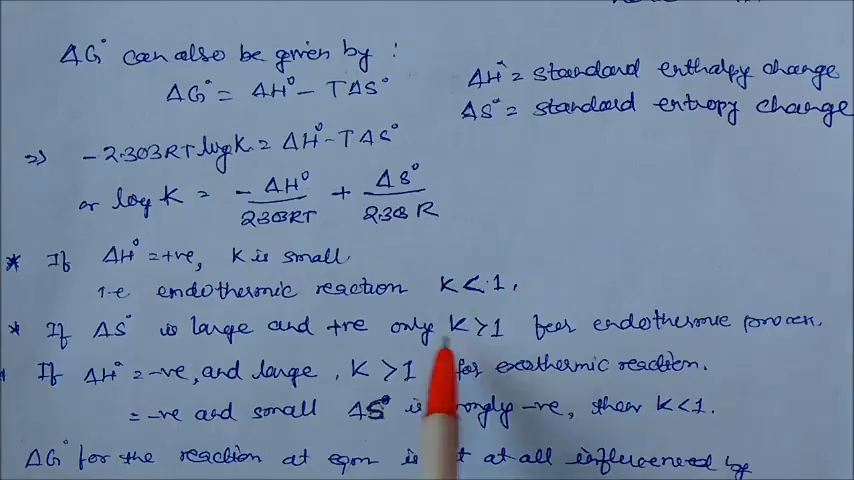 ΔG° can also be given by :
ΔG° = ΔH° - TΔS°
ΔH° = standard enthalpy change
ΔS° = standard entropy change
=> -2.303RT log K = ΔH° - TΔS°
or log K = -ΔH°/2.303RT + ΔS°/2.303 R
* If ΔH° = +ve, K is small.
i.e endothermic reaction K < 1.
* If ΔS° is large and +ve only K > 1 for endothermic process.
If ΔH° = -ve, and large, K > 1 for exothermic reaction.
= -ve and small ΔS° is -ve, then K < 1.
ΔG° for the reaction at eqm is at all influenced by